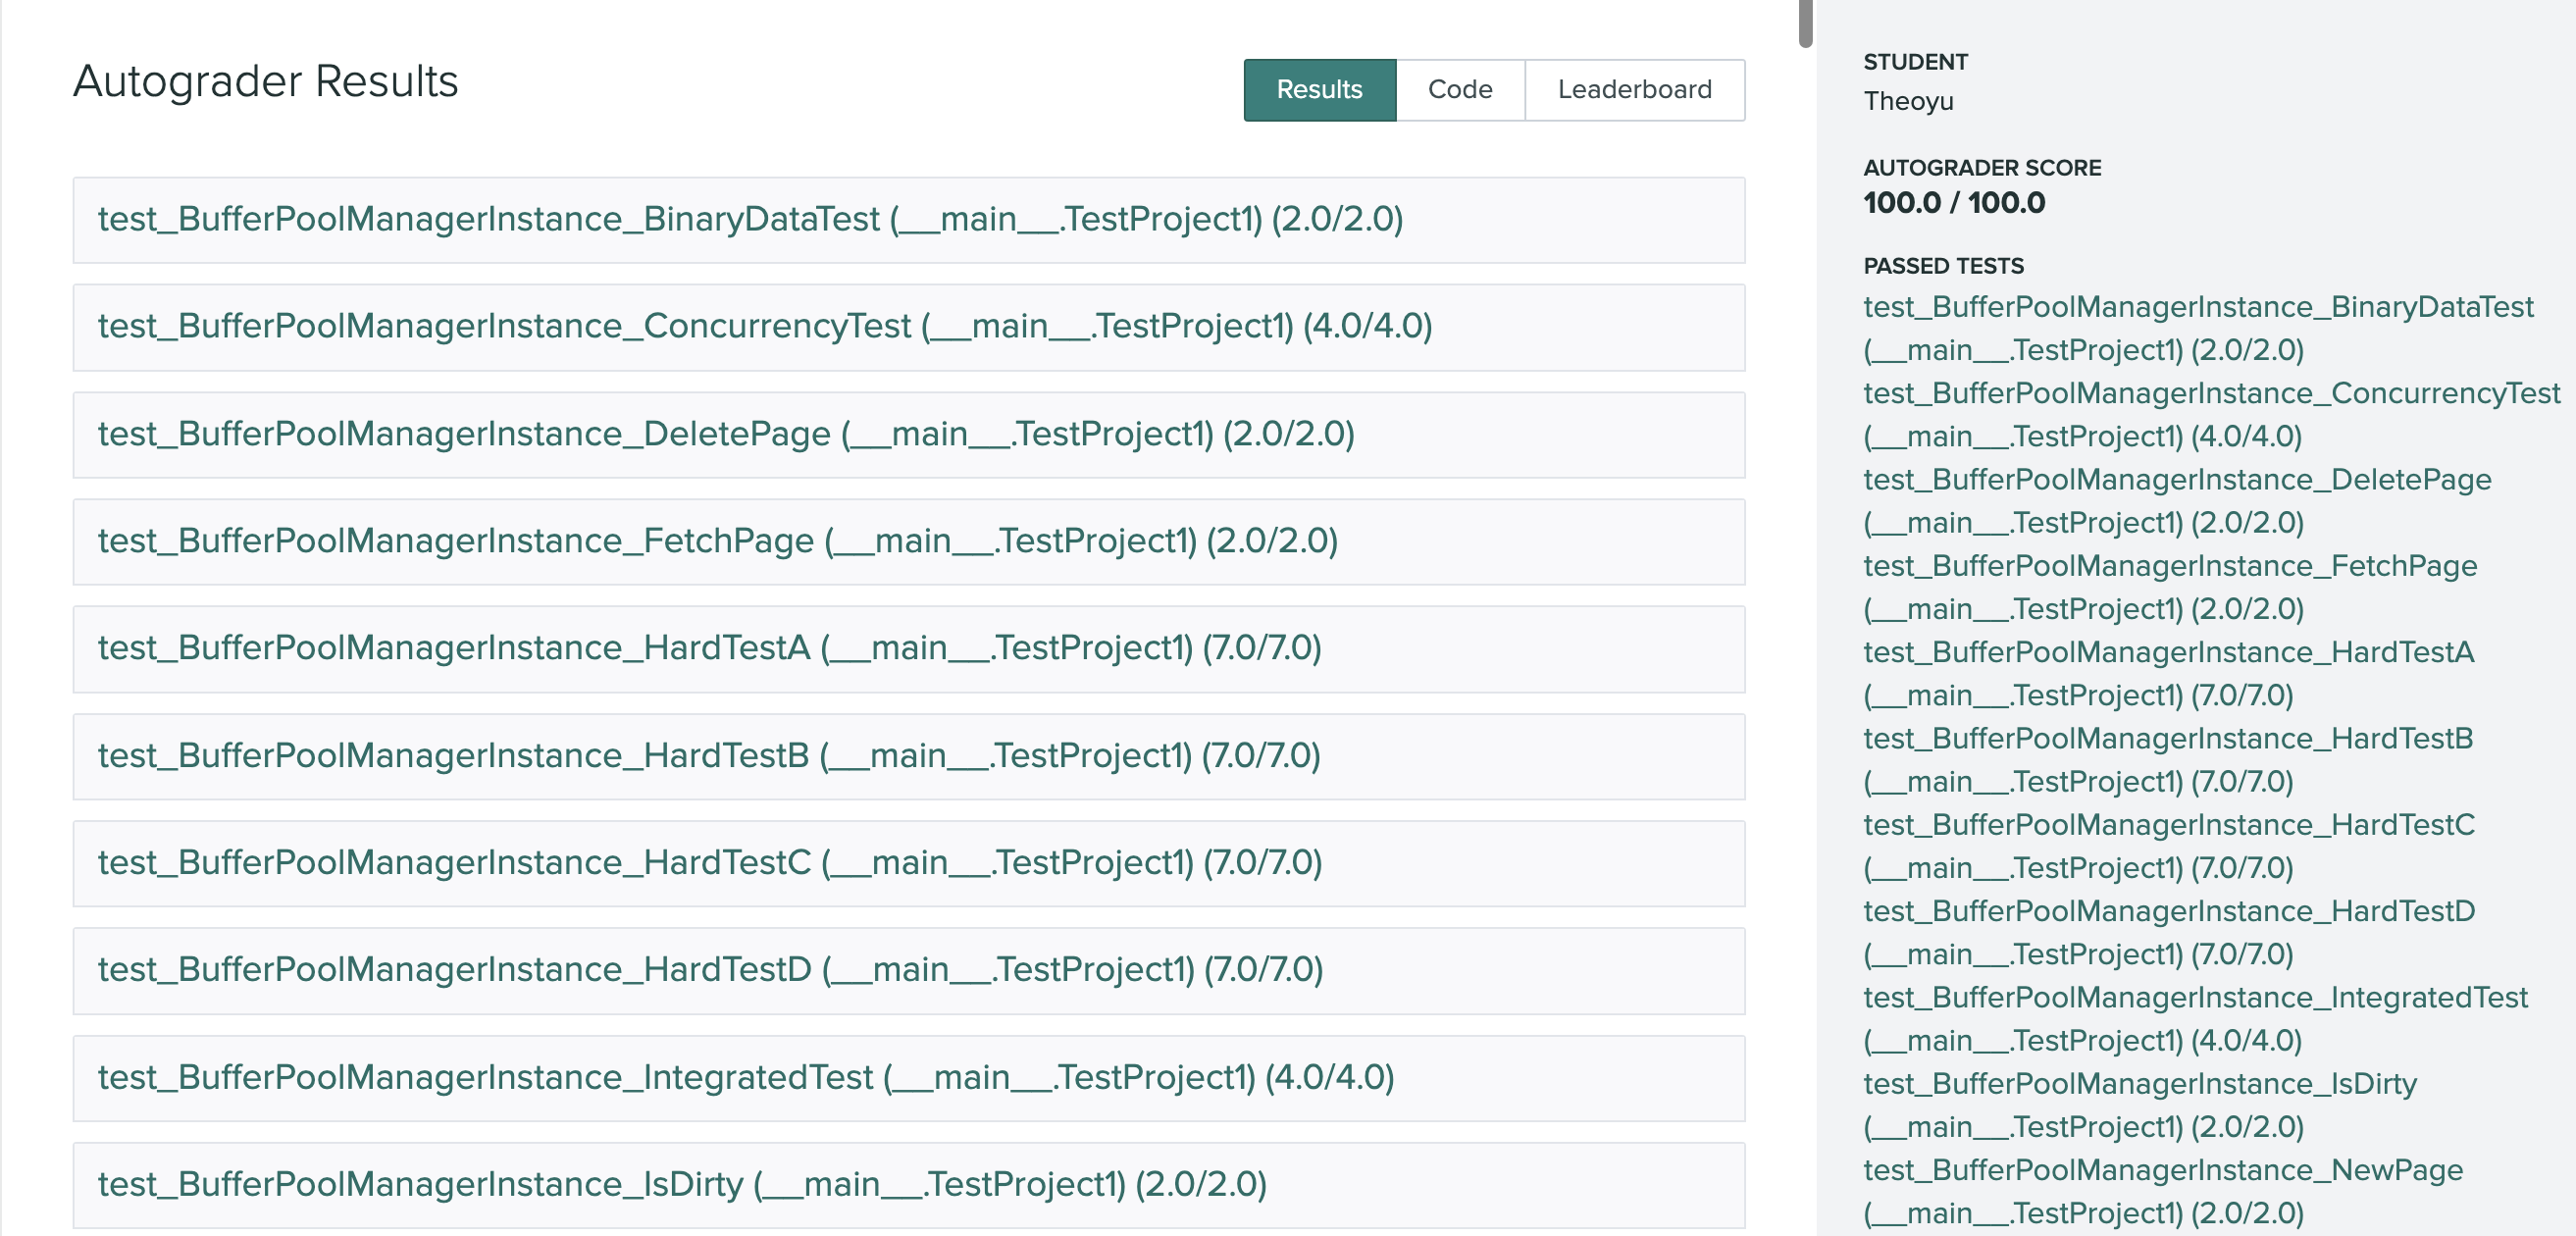 Autograder Results
Results
Code
Leaderboard
test_BufferPoolManagerInstance_BinaryDataTest (__main__.TestProject1) (2.0/2.0)
test_BufferPoolManagerInstance_ConcurrencyTest (__main__.TestProject1) (4.0/4.0)
test_BufferPoolManagerInstance_DeletePage (__main__.TestProject1) (2.0/2.0)
test_BufferPoolManagerInstance_FetchPage (__main__.TestProject1) (2.0/2.0)
test_BufferPoolManagerInstance_HardTestA (__main__.TestProject1) (7.0/7.0)
test_BufferPoolManagerInstance_HardTestB (__main__.TestProject1) (7.0/7.0)
test_BufferPoolManagerInstance_HardTestC (__main__.TestProject1) (7.0/7.0)
test_BufferPoolManagerInstance_HardTestD (__main__.TestProject1) (7.0/7.0)
test_BufferPoolManagerInstance_IntegratedTest (__main__.TestProject1) (4.0/4.0)
test_BufferPoolManagerInstance_IsDirty (__main__.TestProject1) (2.0/2.0)
STUDENT
Theoyu
AUTOGRADER SCORE
100.0 / 100.0
PASSED TESTS
test_BufferPoolManagerInstance_BinaryDataTest
(__main__.TestProject1) (2.0/2.0)
test_BufferPoolManagerInstance_ConcurrencyTest
(__main__.TestProject1) (4.0/4.0)
test_BufferPoolManagerInstance_DeletePage
(__main__.TestProject1) (2.0/2.0)
test_BufferPoolManagerInstance_FetchPage
(__main__.TestProject1) (2.0/2.0)
test_BufferPoolManagerInstance_HardTestA
(__main__.TestProject1) (7.0/7.0)
test_BufferPoolManagerInstance_HardTestB
(__main__.TestProject1) (7.0/7.0)
test_BufferPoolManagerInstance_HardTestC
(__main__.TestProject1) (7.0/7.0)
test_BufferPoolManagerInstance_HardTestD
(__main__.TestProject1) (7.0/7.0)
test_BufferPoolManagerInstance_IntegratedTest
(__main__.TestProject1) (4.0/4.0)
test_BufferPoolManagerInstance_IsDirty
(__main__.TestProject1) (2.0/2.0)
test_BufferPoolManagerInstance_NewPage
(__main__.TestProject1) (2.0/2.0)